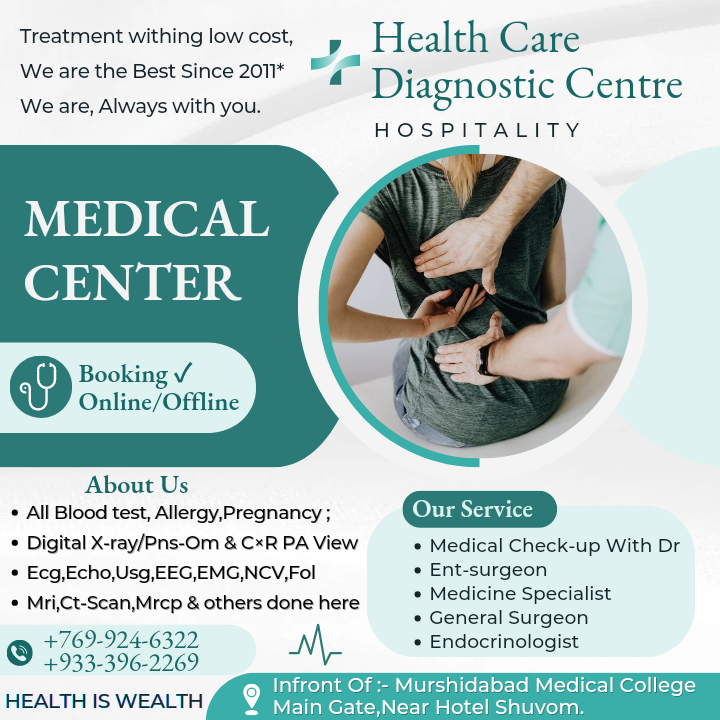 Treatment withing low cost,
We are the Best Since 2011*
We are, Always with you.
Health Care
Diagnostic Centre
HOSPITALITY
MEDICAL
CENTER
Booking ✓
Online/Offline
About Us
• All Blood test, Allergy,Pregnancy ;
• Digital X-ray/Pns-Om & C×R PA View
• Ecg,Echo,Usg,EEG,EMG,NCV,Fol
• Mri,Ct-Scan,Mrcp & others done here
+769-924-6322
+933-396-2269
HEALTH IS WEALTH
Our Service
• Medical Check-up With Dr
• Ent-surgeon
• Medicine Specialist
• General Surgeon
• Endocrinologist
Infront Of :- Murshidabad Medical College
Main Gate,Near Hotel Shuvom.